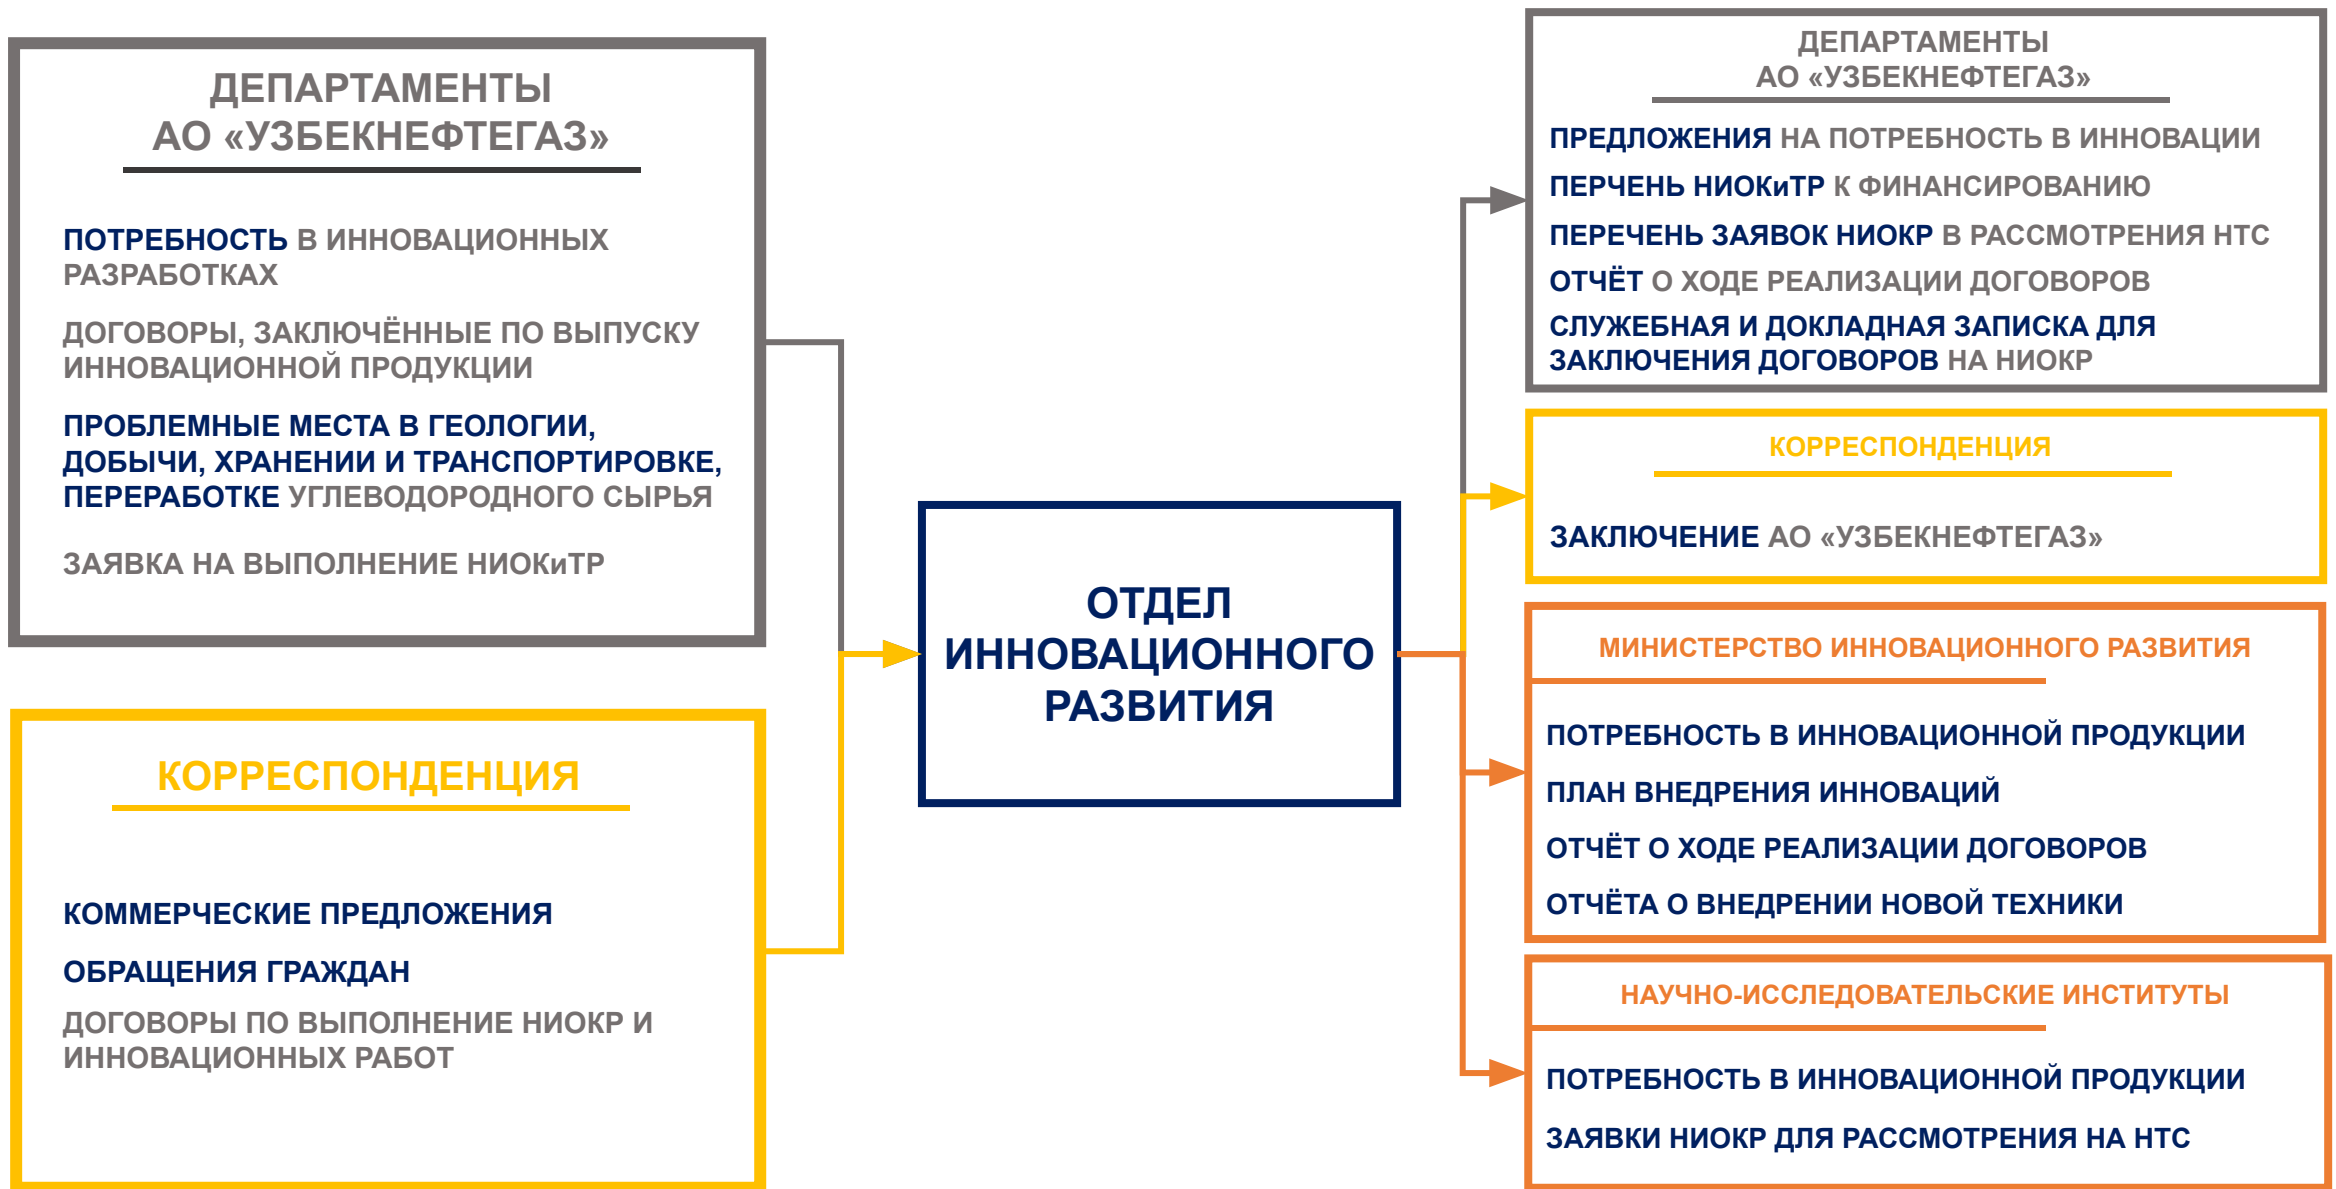 ДЕПАРТАМЕНТЫ
АО «УЗБЕКНЕФТЕГАЗ»
ПОТРЕБНОСТЬ В ИННОВАЦИОННЫХ
РАЗРАБОТКАХ
ДОГОВОРЫ, ЗАКЛЮЧЁННЫЕ ПО ВЫПУСКУ
ИННОВАЦИОННОЙ ПРОДУКЦИИ
ПРОБЛЕМНЫЕ МЕСТА В ГЕОЛОГИИ,
ДОБЫЧИ, ХРАНЕНИИ И ТРАНСПОРТИРОВКЕ,
ПЕРЕРАБОТКЕ УГЛЕВОДОРОДНОГО СЫРЬЯ
ЗАЯВКА НА ВЫПОЛНЕНИЕ НИОКиТР
КОРРЕСПОНДЕНЦИЯ
КОММЕРЧЕСКИЕ ПРЕДЛОЖЕНИЯ
ОБРАЩЕНИЯ ГРАЖДАН
ДОГОВОРЫ ПО ВЫПОЛНЕНИЕ НИОКР И
ИННОВАЦИОННЫХ РАБОТ
ОТДЕЛ
ИННОВАЦИОННОГО
РАЗВИТИЯ
ДЕПАРТАМЕНТЫ
АО «УЗБЕКНЕФТЕГАЗ»
ПРЕДЛОЖЕНИЯ НА ПОТРЕБНОСТЬ В ИННОВАЦИИ
ПЕРЧЕНЬ НИОКиТР К ФИНАНСИРОВАНИЮ
ПЕРЕЧЕНЬ ЗАЯВОК НИОКР В РАССМОТРЕНИЯ НТС
ОТЧЁТ О ХОДЕ РЕАЛИЗАЦИИ ДОГОВОРОВ
СЛУЖЕБНАЯ И ДОКЛАДНАЯ ЗАПИСКА ДЛЯ
ЗАКЛЮЧЕНИЯ ДОГОВОРОВ НА НИОКР
КОРРЕСПОНДЕНЦИЯ
ЗАКЛЮЧЕНИЕ АО «УЗБЕКНЕФТЕГАЗ»
МИНИСТЕРСТВО ИННОВАЦИОННОГО РАЗВИТИЯ
ПОТРЕБНОСТЬ В ИННОВАЦИОННОЙ ПРОДУКЦИИ
ПЛАН ВНЕДРЕНИЯ ИННОВАЦИЙ
ОТЧЁТ О ХОДЕ РЕАЛИЗАЦИИ ДОГОВОРОВ
ОТЧЁТА О ВНЕДРЕНИИ НОВОЙ ТЕХНИКИ
НАУЧНО-ИССЛЕДОВАТЕЛЬСКИЕ ИНСТИТУТЫ
ПОТРЕБНОСТЬ В ИННОВАЦИОННОЙ ПРОДУКЦИИ
ЗАЯВКИ НИОКР ДЛЯ РАССМОТРЕНИЯ НА НТС